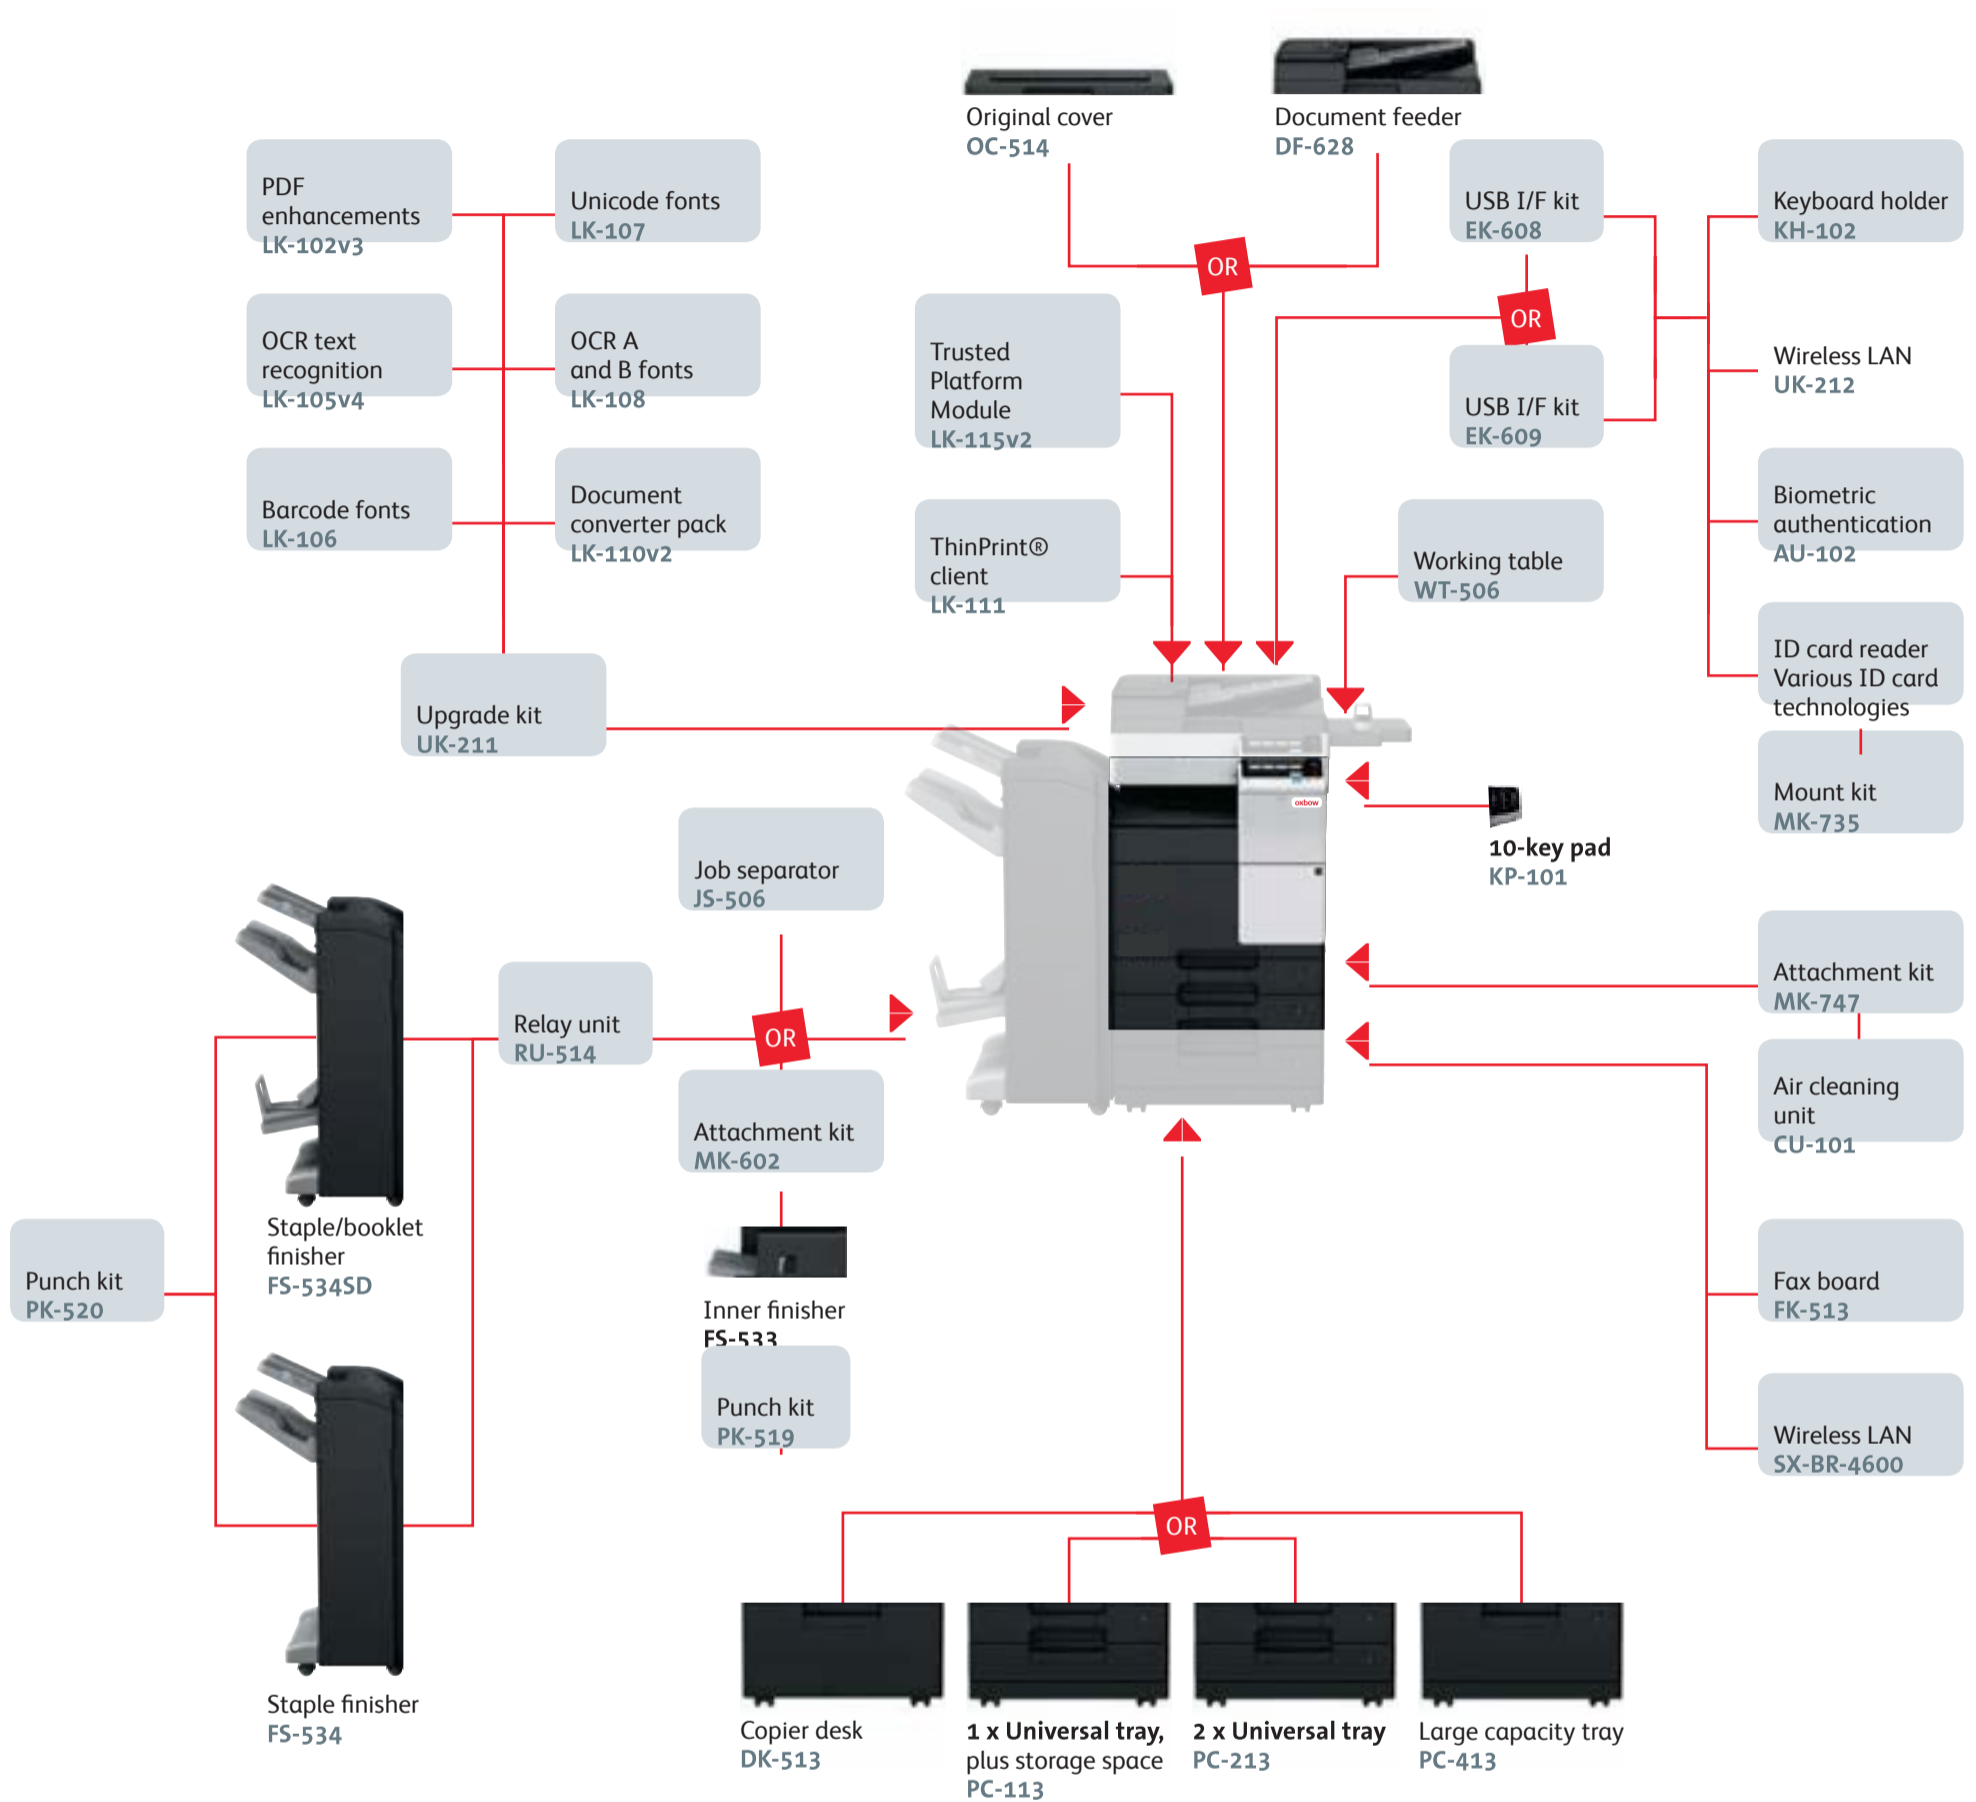 Original cover
OC-514
Document feeder
DF-628
PDF
enhancements
LK-102v3
Unicode fonts
LK-107
USB I/F kit
EK-608
Keyboard holder
KH-102
OR
OR
OCR text
recognition
LK-105v4
OCR A
and B fonts
LK-108
Trusted
Platform
Module
LK-115v2
USB I/F kit
EK-609
Wireless LAN
UK-212
Barcode fonts
LK-106
Document
converter pack
LK-110v2
ThinPrint®
client
LK-111
Working table
WT-506
Biometric
authentication
AU-102
ID card reader
Various ID card
technologies
Upgrade kit
UK-211
Mount kit
MK-735
oxbow
10-key pad
KP-101
Job separator
JS-506
Attachment kit
MK-747
Relay unit
RU-514
OR
Attachment kit
MK-602
Air cleaning
unit
CU-101
Staple/booklet
finisher
FS-534SD
Punch kit
PK-520
Inner finisher
FS-533
Punch kit
PK-519
Fax board
FK-513
Wireless LAN
SX-BR-4600
OR
Staple finisher
FS-534
Copier desk
DK-513
1 x Universal tray,
plus storage space
PC-113
2 x Universal tray
PC-213
Large capacity tray
PC-413